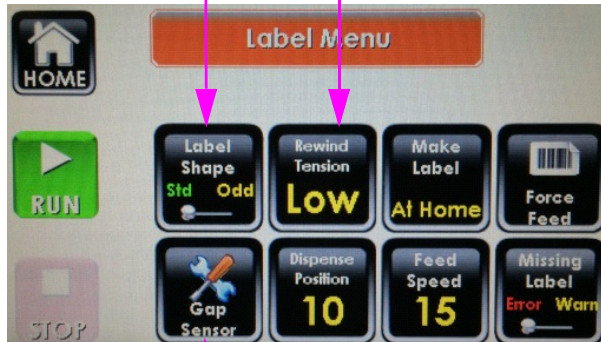 Label Menu
HOME
RUN
STOP
Label
Shape
Std Odd
Rewind
Tension
Low
Make
Label
At Home
Force
Feed
Gap
Sensor
Dispense
Position
10
Feed
Speed
15
Missing
Label
Error Warn